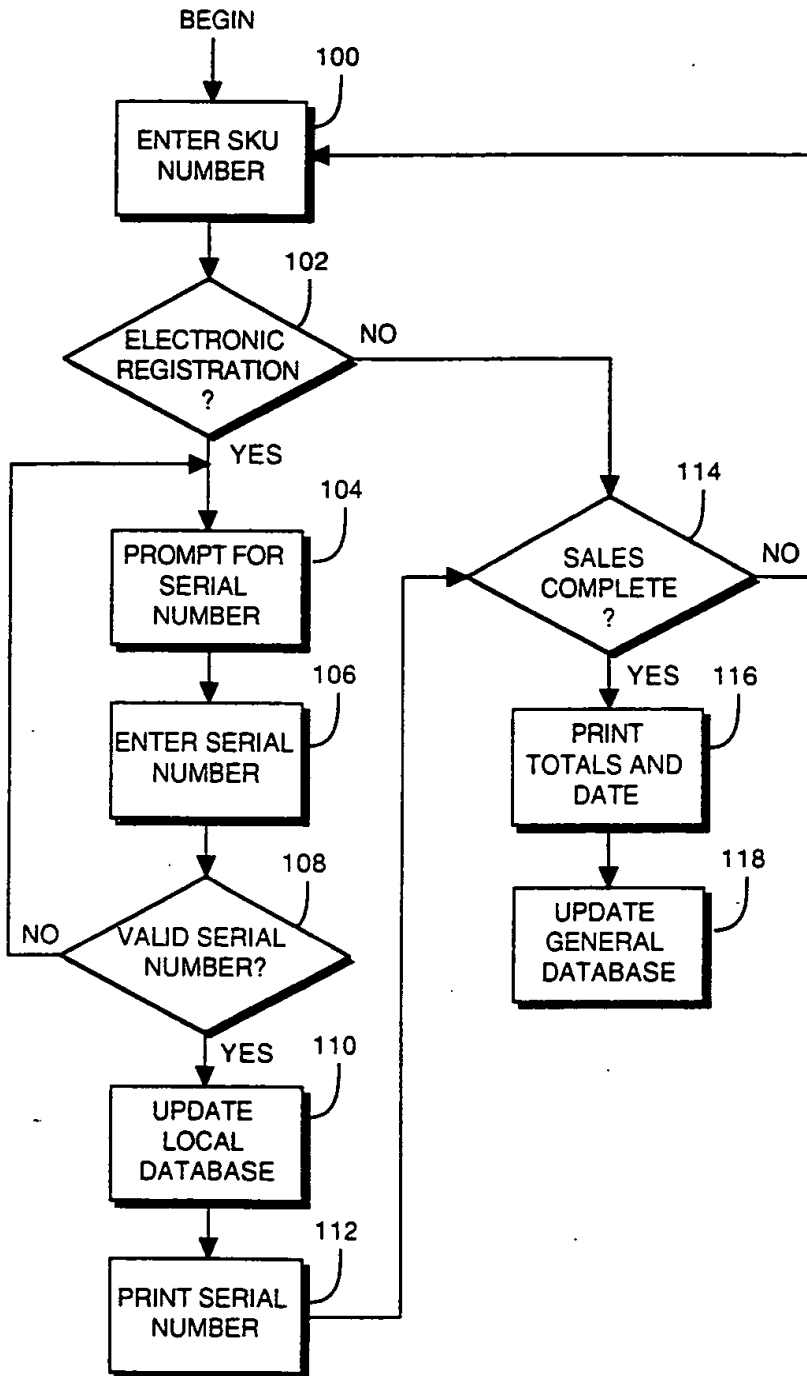 BEGIN
100
ENTER SKU
NUMBER
102
ELECTRONIC
REGISTRATION
?
NO
YES
104
PROMPT FOR
SERIAL
NUMBER
106
ENTER SERIAL
NUMBER
108
VALID SERIAL
NUMBER?
NO
YES
110
UPDATE
LOCAL
DATABASE
112
PRINT SERIAL
NUMBER
114
SALES
COMPLETE
?
NO
YES
116
PRINT
TOTALS AND
DATE
118
UPDATE
GENERAL
DATABASE